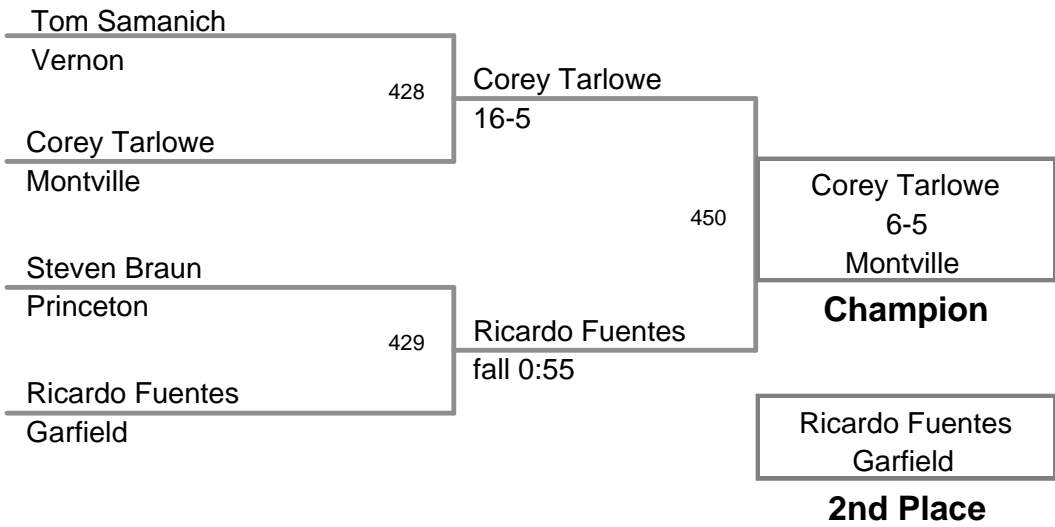 Tom Samanich
Vernon
428
Corey Tarlowe
16-5
Corey Tarlowe
Montville
Corey Tarlowe
6-5
Montville
Champion
450
Steven Braun
Princeton
429
Ricardo Fuentes
fall 0:55
Ricardo Fuentes
Garfield
Ricardo Fuentes
Garfield
2nd Place